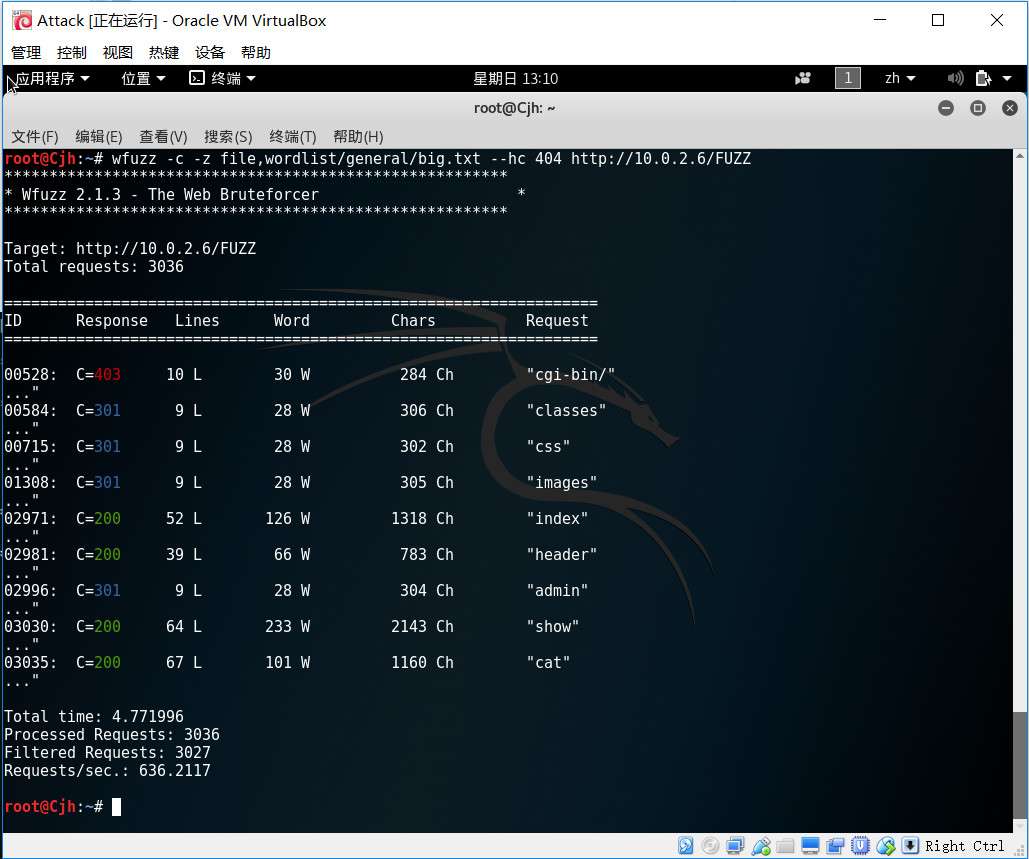 Attack [正在运行] - Oracle VM VirtualBox
管理 控制 视图 热键 设备 帮助
应用程序 位置 终端 星期日 13:10 1 zh
root@Cjh: ~
文件(F) 编辑(E) 查看(V) 搜索(S) 终端(T) 帮助(H)
root@Cjh:~# wfuzz -c -z file,wordlist/general/big.txt --hc 404 http://10.0.2.6/FUZZ
********************************************************
* Wfuzz 2.1.3 - The Web Bruteforcer                      *
********************************************************
Target: http://10.0.2.6/FUZZ
Total requests: 3036
==================================================================
ID      Response   Lines      Word         Chars          Request
==================================================================
00528:  C=403     10 L        30 W          284 Ch        "cgi-bin/"
..."
00584:  C=301      9 L        28 W          306 Ch        "classes"
..."
00715:  C=301      9 L        28 W          302 Ch        "css"
..."
01308:  C=301      9 L        28 W          305 Ch        "images"
..."
02971:  C=200     52 L       126 W         1318 Ch        "index"
..."
02981:  C=200     39 L        66 W          783 Ch        "header"
..."
02996:  C=301      9 L        28 W          304 Ch        "admin"
..."
03030:  C=200     64 L       233 W         2143 Ch        "show"
..."
03035:  C=200     67 L       101 W         1160 Ch        "cat"
..."
Total time: 4.771996
Processed Requests: 3036
Filtered Requests: 3027
Requests/sec.: 636.2117
root@Cjh:~#
Right Ctrl